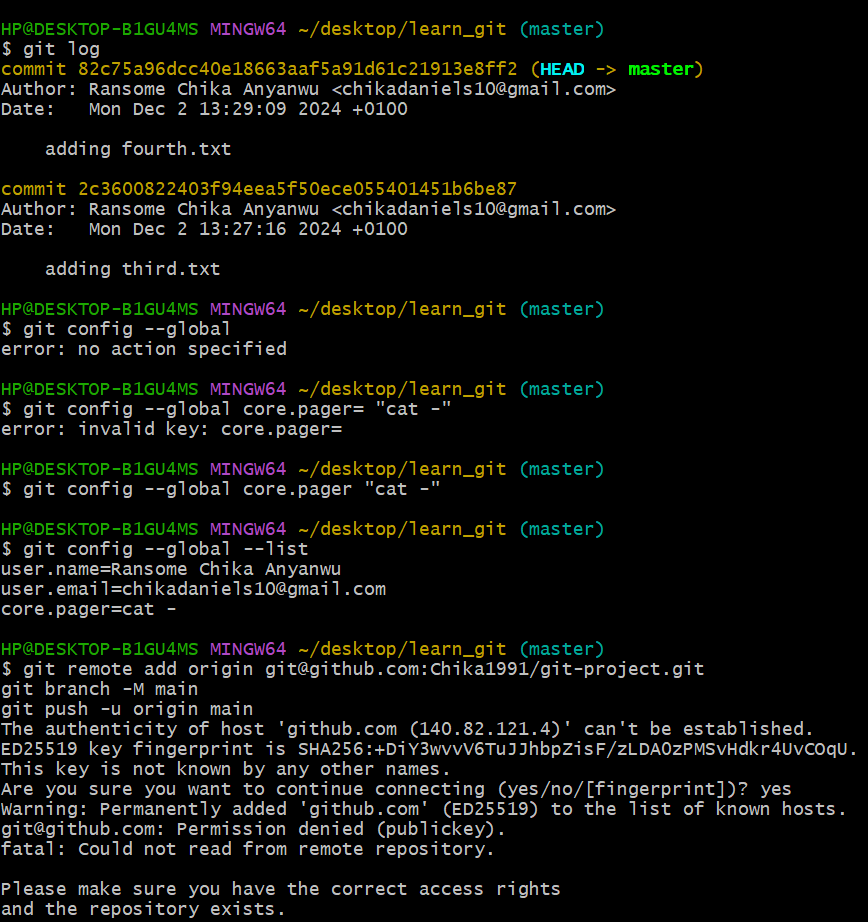 HP@DESKTOP-B1GU4MS MINGW64 ~/desktop/learn_git (master)
$ git log
commit 82c75a96dcc40e18663aaf5a91d61c21913e8ff2 (HEAD -> master)
Author: Ransome Chika Anyanwu <chikadaniels10@gmail.com>
Date:   Mon Dec 2 13:29:09 2024 +0100

    adding fourth.txt

commit 2c3600822403f94eea5f50ece055401451b6be87
Author: Ransome Chika Anyanwu <chikadaniels10@gmail.com>
Date:   Mon Dec 2 13:27:16 2024 +0100

    adding third.txt

HP@DESKTOP-B1GU4MS MINGW64 ~/desktop/learn_git (master)
$ git config --global
error: no action specified

HP@DESKTOP-B1GU4MS MINGW64 ~/desktop/learn_git (master)
$ git config --global core.pager= "cat -"
error: invalid key: core.pager=

HP@DESKTOP-B1GU4MS MINGW64 ~/desktop/learn_git (master)
$ git config --global core.pager "cat -"

HP@DESKTOP-B1GU4MS MINGW64 ~/desktop/learn_git (master)
$ git config --global --list
user.name=Ransome Chika Anyanwu
user.email=chikadaniels10@gmail.com
core.pager=cat -

HP@DESKTOP-B1GU4MS MINGW64 ~/desktop/learn_git (master)
$ git remote add origin git@github.com:Chika1991/git-project.git
git branch -M main
git push -u origin main
The authenticity of host 'github.com (140.82.121.4)' can't be established.
ED25519 key fingerprint is SHA256:+DiY3wvvV6TuJJhbpZisF/zLDA0zPMSvHdkr4UvCOqU.
This key is not known by any other names.
Are you sure you want to continue connecting (yes/no/[fingerprint])? yes
Warning: Permanently added 'github.com' (ED25519) to the list of known hosts.
git@github.com: Permission denied (publickey).
fatal: Could not read from remote repository.

Please make sure you have the correct access rights
and the repository exists.